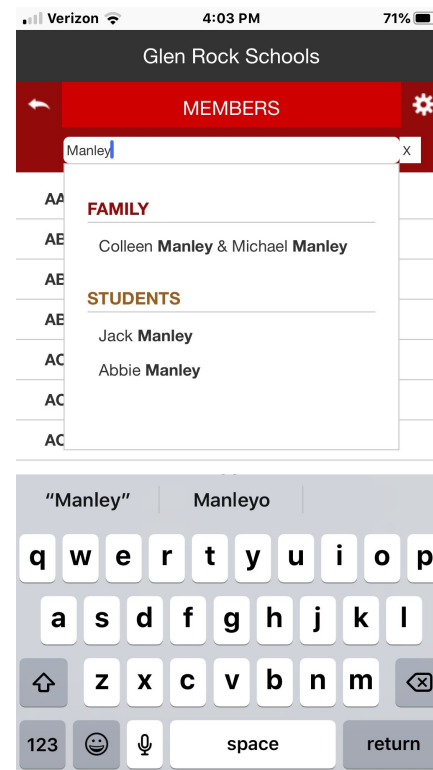 Verizon 4:03 PM 71%
Glen Rock Schools
MEMBERS
Manley X
AA
FAMILY
AB Colleen Manley & Michael Manley
AB
STUDENTS
AB Jack Manley
AC Abbie Manley
AC
AC
“Manley” Manleyo
q w e r t y u i o p
a s d f g h j k l
z x c v b n m
123 space return